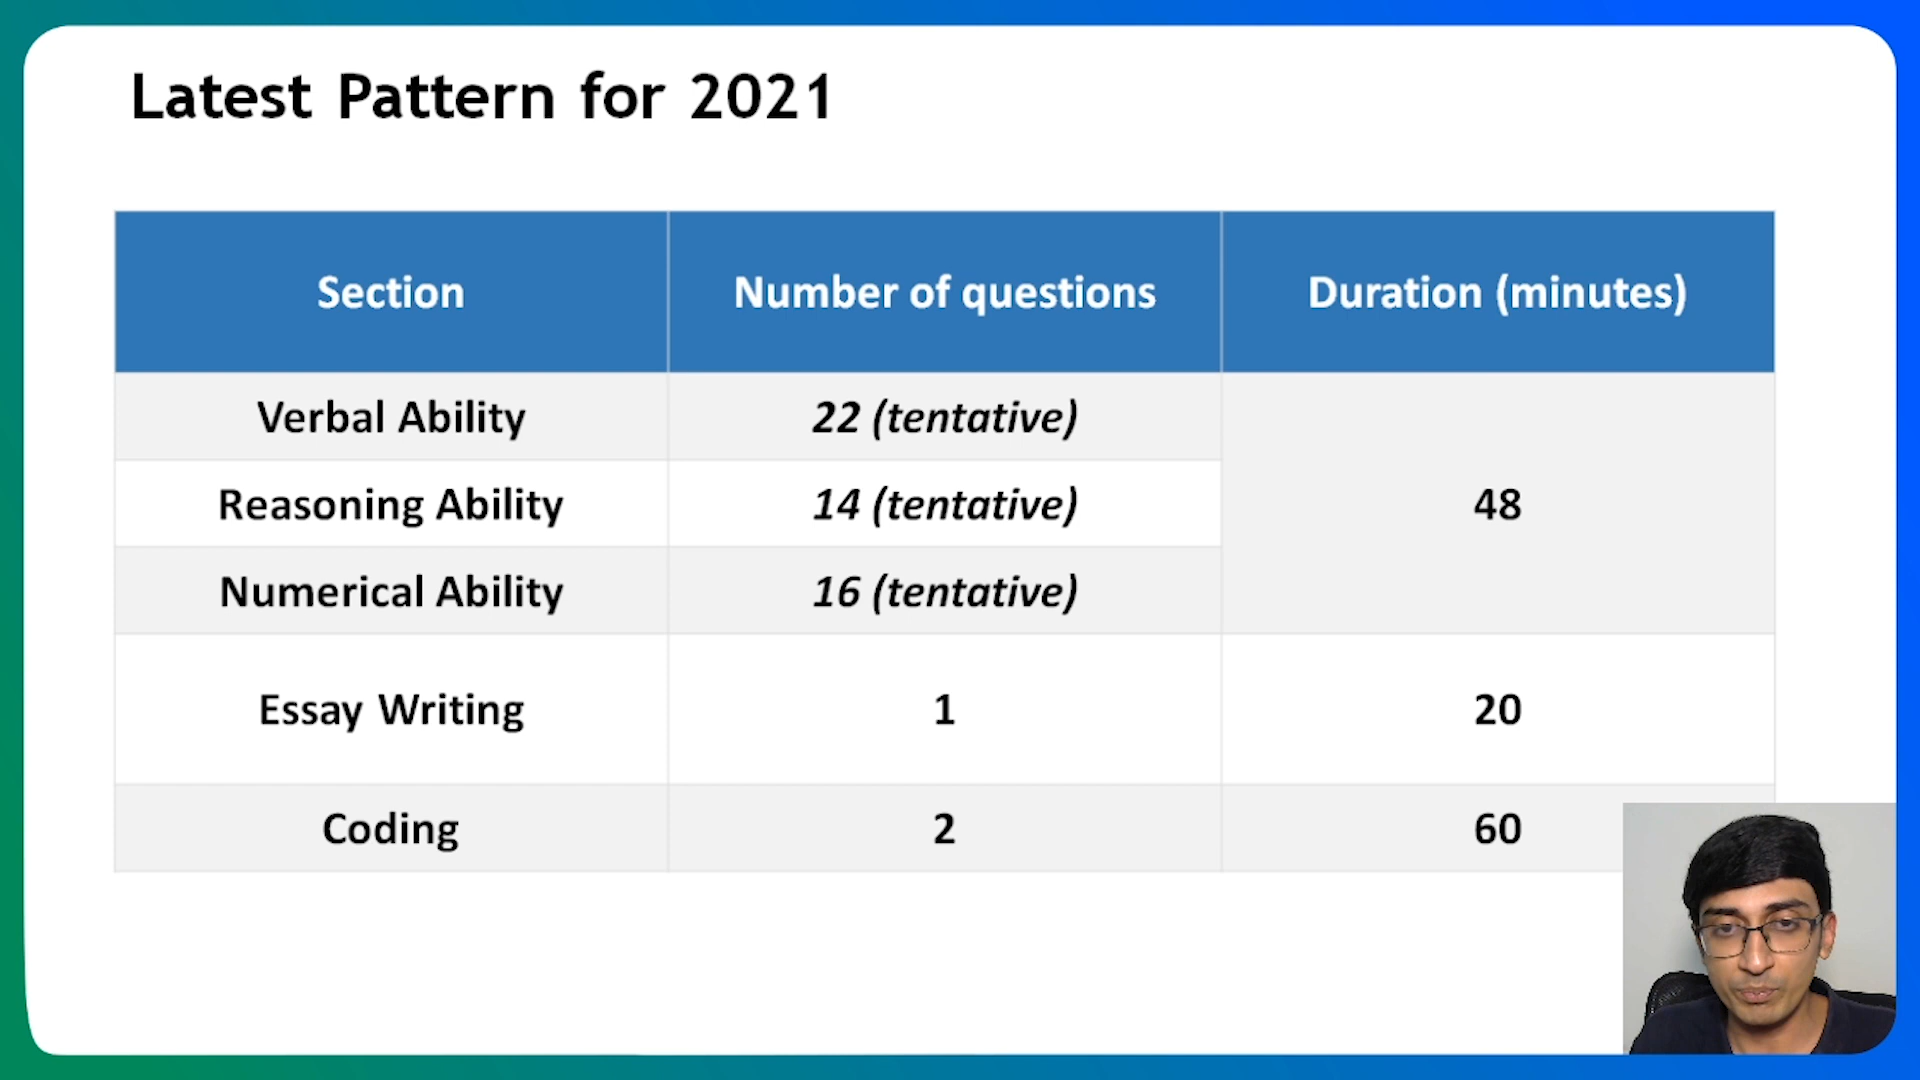 Latest Pattern for 2021
Section Number of questions Duration (minutes)
Verbal Ability 22 (tentative)
Reasoning Ability 14 (tentative) 48
Numerical Ability 16 (tentative)
Essay Writing 1 20
Coding 2 60